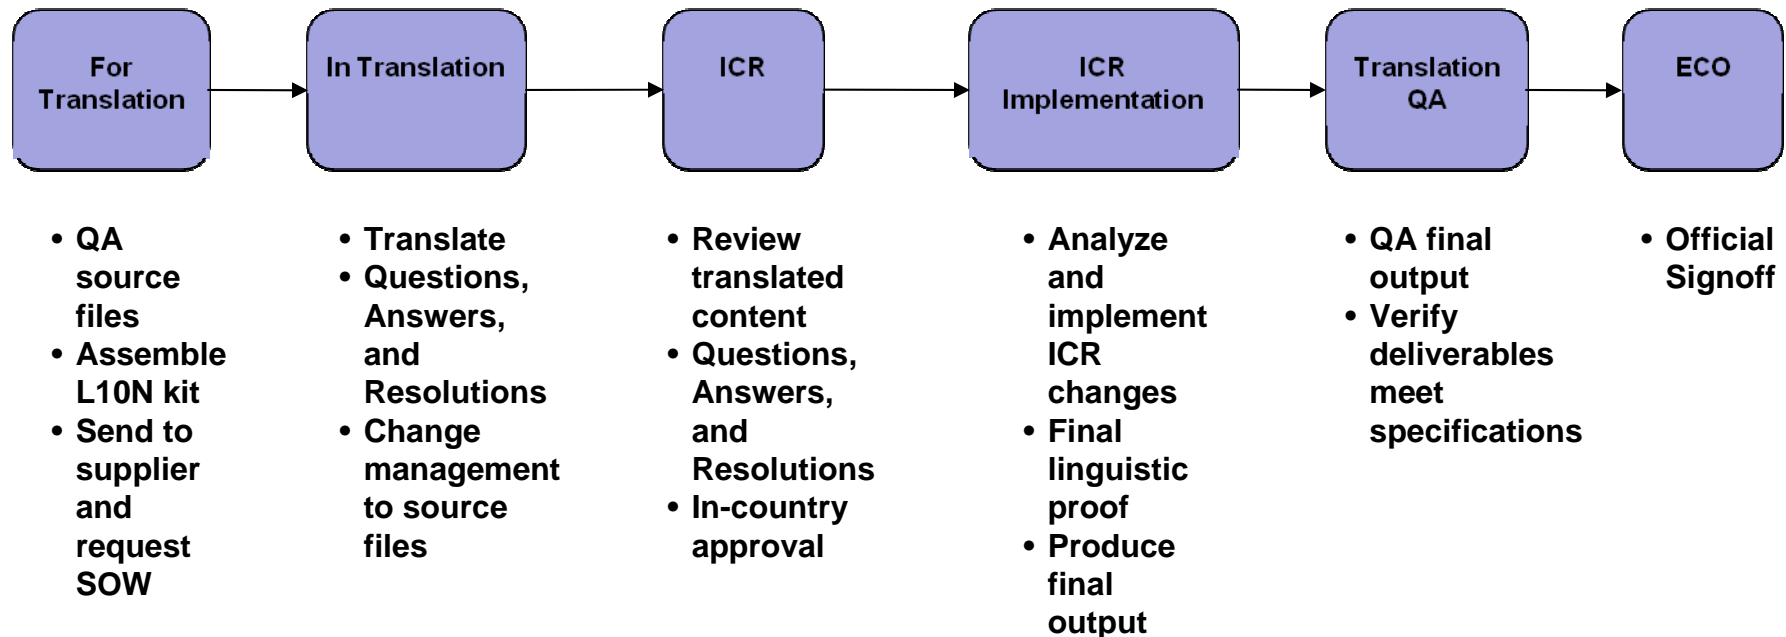 For
Translation
In Translation
ICR
ICR
Implementation
Translation
QA
ECO
• QA
source
files
• Assemble
L10N kit
• Send to
supplier
and
request
SOW
• Translate
• Questions,
Answers,
and
Resolutions
• Change
management
to source
files
• Review
translated
content
• Questions,
Answers,
and
Resolutions
• In-country
approval
• Analyze
and
implement
ICR
changes
• Final
linguistic
proof
• Produce
final
output
• QA final
output
• Verify
deliverables
meet
specifications
• Official
Signoff